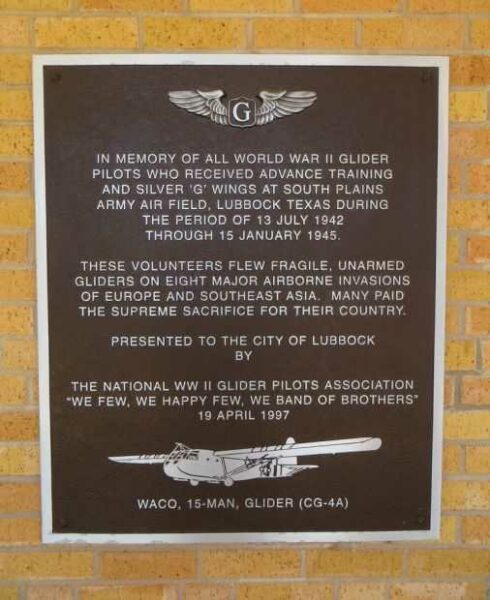 G
IN MEMORY OF ALL WORLD WAR II GLIDER
PILOTS WHO RECEIVED ADVANCE TRAINING
AND SILVER 'G' WINGS AT SOUTH PLAINS
ARMY AIR FIELD, LUBBOCK TEXAS DURING
THE PERIOD OF 13 JULY 1942
THROUGH 15 JANUARY 1945.
THESE VOLUNTEERS FLEW FRAGILE, UNARMED
GLIDERS ON EIGHT MAJOR AIRBORNE INVASIONS
OF EUROPE AND SOUTHEAST ASIA. MANY PAID
THE SUPREME SACRIFICE FOR THEIR COUNTRY.
PRESENTED TO THE CITY OF LUBBOCK
BY
THE NATIONAL WW II GLIDER PILOTS ASSOCIATION
"WE FEW, WE HAPPY FEW, WE BAND OF BROTHERS"
19 APRIL 1997
WACO, 15-MAN, GLIDER (CG-4A)